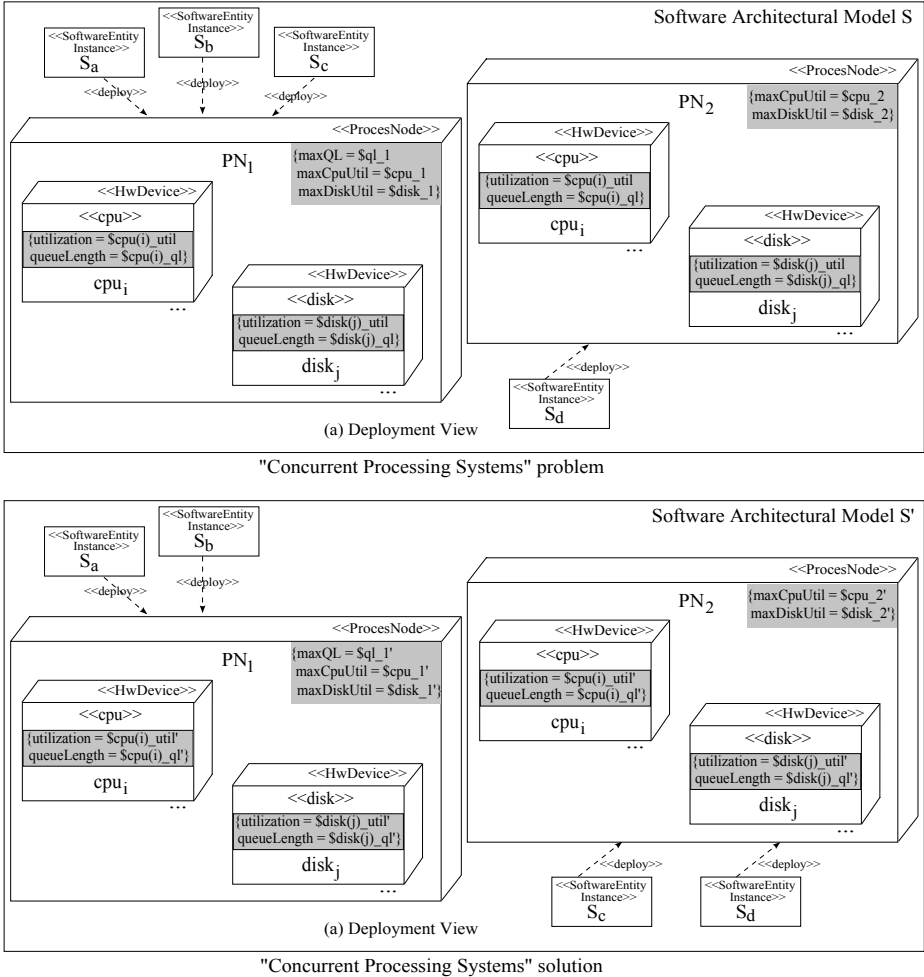 Software Architectural Model S
<<SoftwareEntity
Instance>>
Sa
<<SoftwareEntity
Instance>>
Sb
<<SoftwareEntity
Instance>>
Sc
<<deploy>>
<<deploy>>
<<deploy>>
<<ProcesNode>>
PN1
{maxQL = $ql_1
maxCpuUtil = $cpu_1
maxDiskUtil = $disk_1}
<<HwDevice>>
<<cpu>>
{utilization = $cpu(i)_util
queueLength = $cpu(i)_ql}
cpui
...
<<HwDevice>>
<<disk>>
{utilization = $disk(j)_util
queueLength = $disk(j)_ql}
diskj
...
<<ProcesNode>>
PN2
{maxCpuUtil = $cpu_2
maxDiskUtil = $disk_2}
<<HwDevice>>
<<cpu>>
{utilization = $cpu(i)_util
queueLength = $cpu(i)_ql}
cpui
...
<<HwDevice>>
<<disk>>
{utilization = $disk(j)_util
queueLength = $disk(j)_ql}
diskj
...
<<deploy>>
<<SoftwareEntity
Instance>>
Sd
(a) Deployment View
"Concurrent Processing Systems" problem
Software Architectural Model S'
<<SoftwareEntity
Instance>>
Sa
<<SoftwareEntity
Instance>>
Sb
<<deploy>>
<<deploy>>
<<ProcesNode>>
PN1
{maxQL = $ql_1'
maxCpuUtil = $cpu_1'
maxDiskUtil = $disk_1'}
<<HwDevice>>
<<cpu>>
{utilization = $cpu(i)_util'
queueLength = $cpu(i)_ql'}
cpui
...
<<HwDevice>>
<<disk>>
{utilization = $disk(j)_util'
queueLength = $disk(j)_ql'}
diskj
...
<<ProcesNode>>
PN2
{maxCpuUtil = $cpu_2'
maxDiskUtil = $disk_2'}
<<HwDevice>>
<<cpu>>
{utilization = $cpu(i)_util'
queueLength = $cpu(i)_ql'}
cpui
...
<<HwDevice>>
<<disk>>
{utilization = $disk(j)_util'
queueLength = $disk(j)_ql'}
diskj
...
<<deploy>>
<<deploy>>
<<SoftwareEntity
Instance>>
Sc
<<SoftwareEntity
Instance>>
Sd
(a) Deployment View
"Concurrent Processing Systems" solution